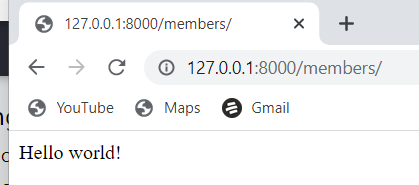 127.0.0.1:8000/members/
127.0.0.1:8000/members/
YouTube Maps Gmail
Hello world!